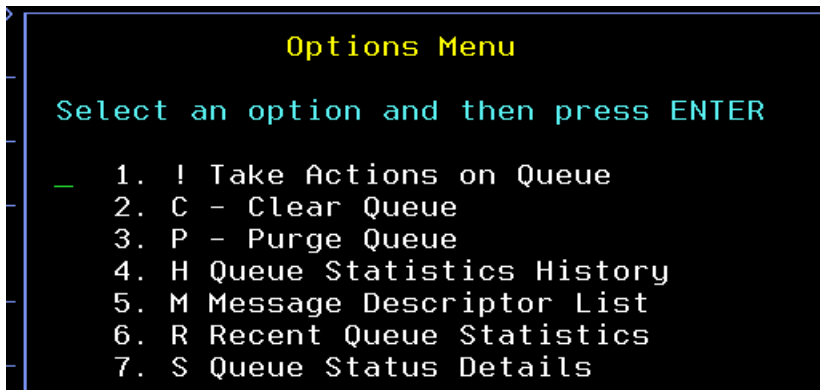 Options Menu
Select an option and then press ENTER
_ 1. ! Take Actions on Queue
2. C - Clear Queue
3. P - Purge Queue
4. H Queue Statistics History
5. M Message Descriptor List
6. R Recent Queue Statistics
7. S Queue Status Details